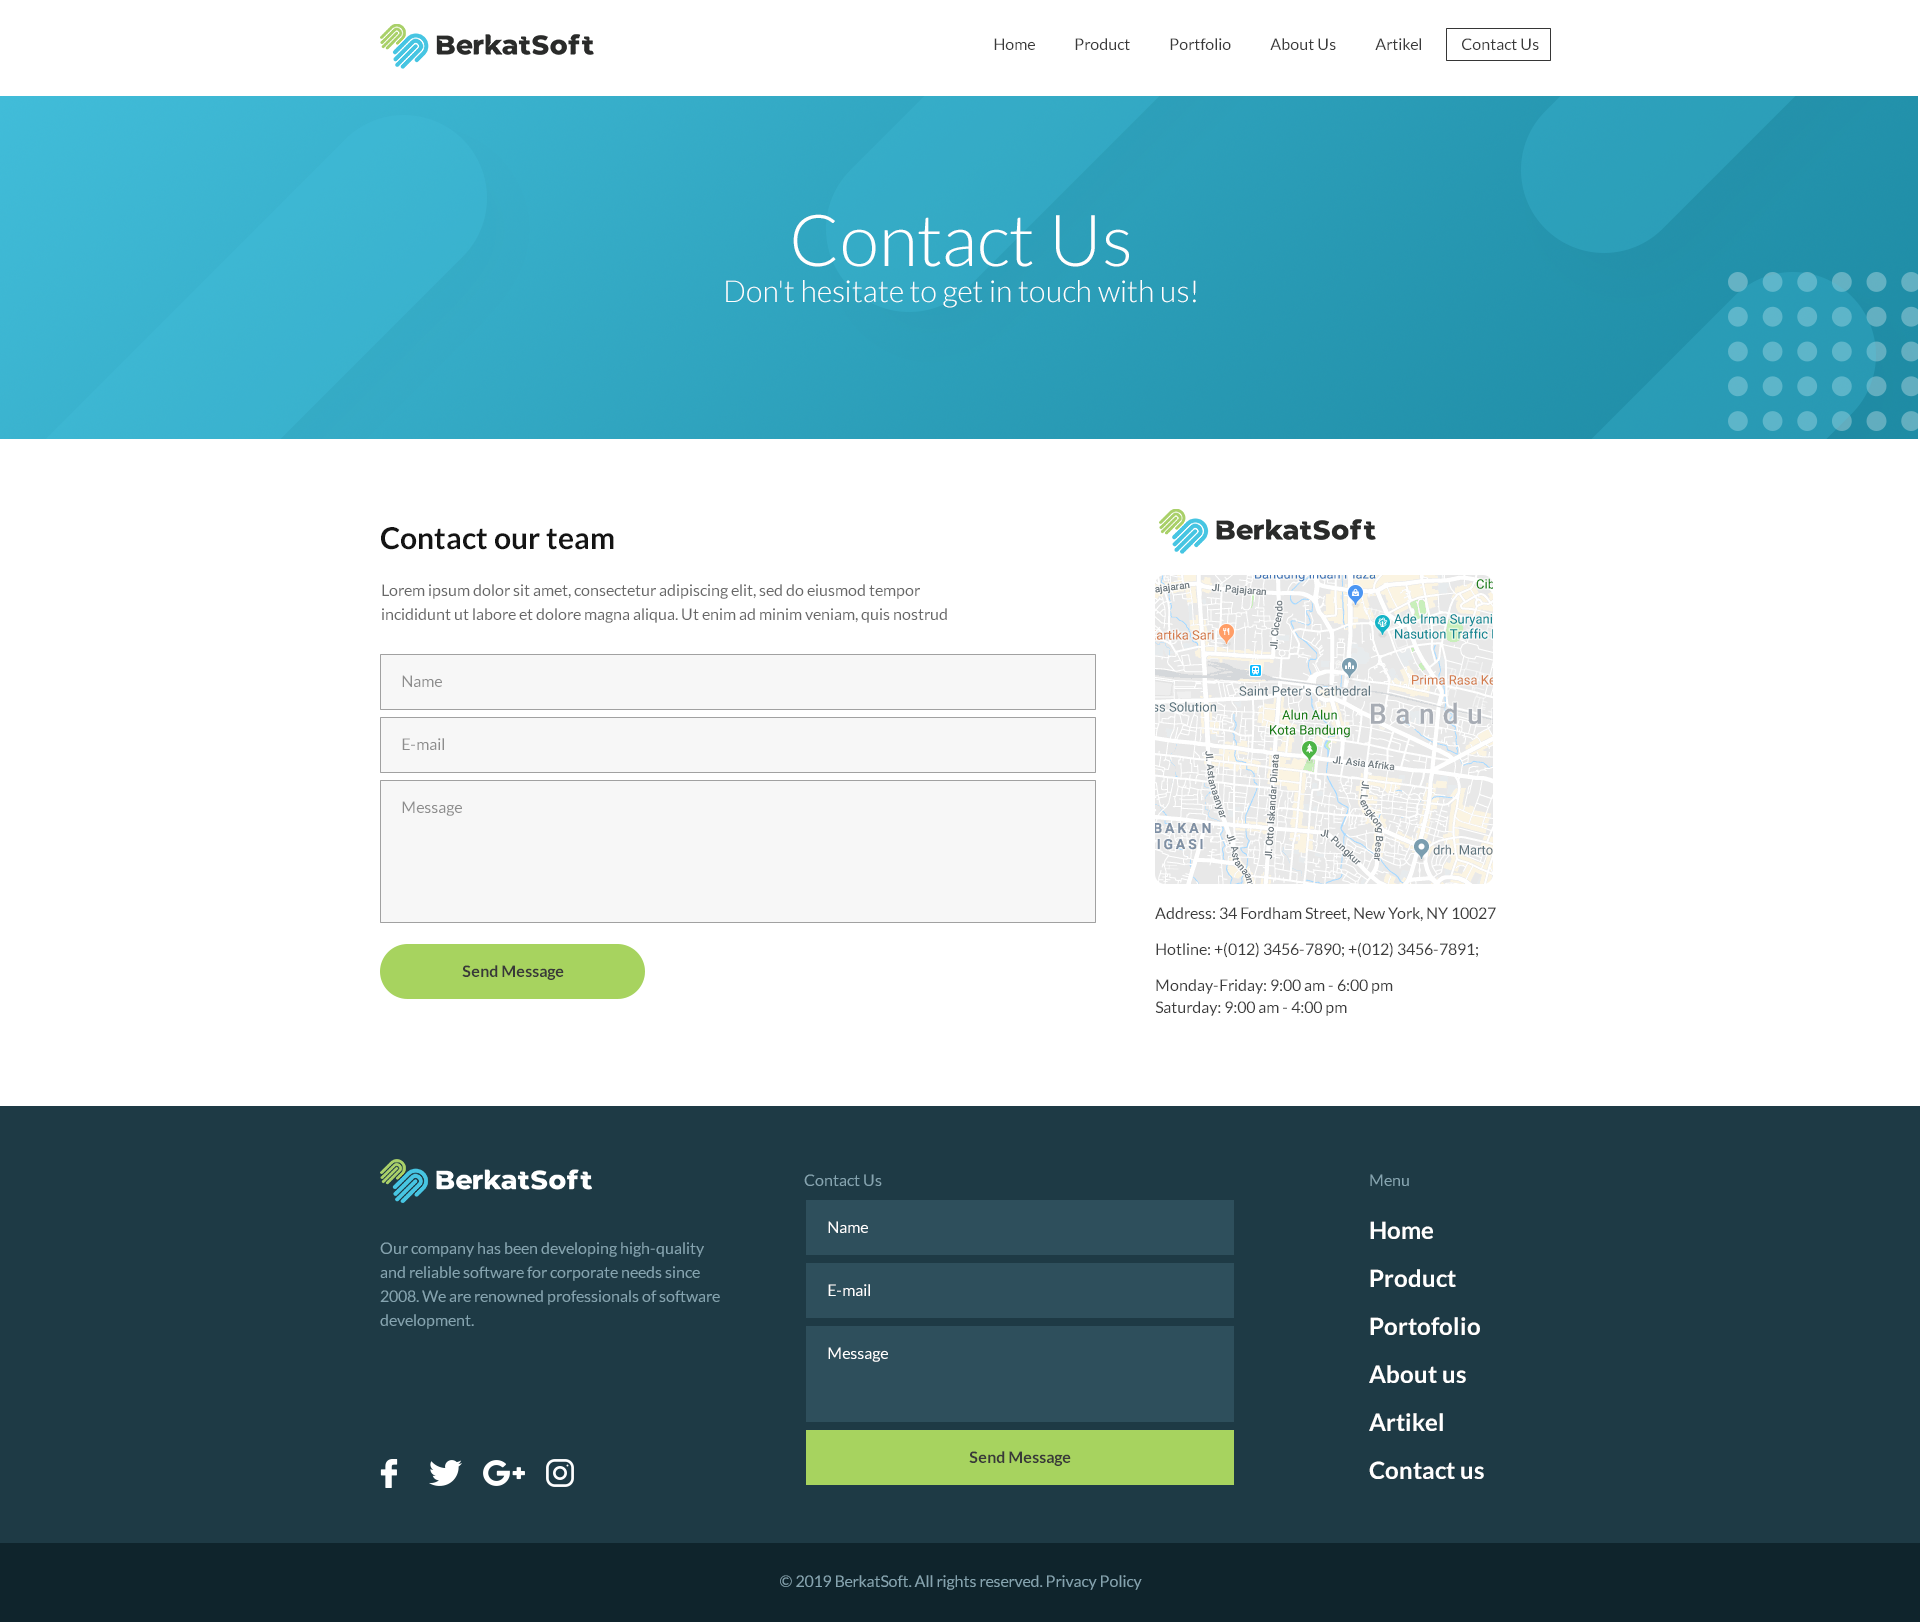 BerkatSoft
Home Product Portfolio About Us Artikel Contact Us
Contact Us
Don't hesitate to get in touch with us!
Contact our team
Lorem ipsum dolor sit amet, consectetur adipiscing elit, sed do eiusmod tempor
incididunt ut labore et dolore magna aliqua. Ut enim ad minim veniam, quis nostrud
Name
E-mail
Message
Send Message
BerkatSoft
Bandung Indah Plaza
Cib
Pajajaran
Jl. Pajajaran
Jl. Cicendo
Ade Irma Suryani
Nasution Traffic
artika Sari
Prima Rasa Ke
Saint Peter's Cathedral
ss Solution
Alun Alun
Kota Bandung
Bandu
Jl. Asia Afrika
Jl. Astanaanyar
Jl. Otto Iskandar Dinata
Jl. Lengkong Besar
BAKAN
IGASI
Jl. Astanaan
Jl. Pungkur
drh. Marto
Address: 34 Fordham Street, New York, NY 10027
Hotline: +(012) 3456-7890; +(012) 3456-7891;
Monday-Friday: 9:00 am - 6:00 pm
Saturday: 9:00 am - 4:00 pm
BerkatSoft
Our company has been developing high-quality
and reliable software for corporate needs since
2008. We are renowned professionals of software
development.
Contact Us
Name
E-mail
Message
Send Message
Menu
Home
Product
Portofolio
About us
Artikel
Contact us
© 2019 BerkatSoft. All rights reserved. Privacy Policy